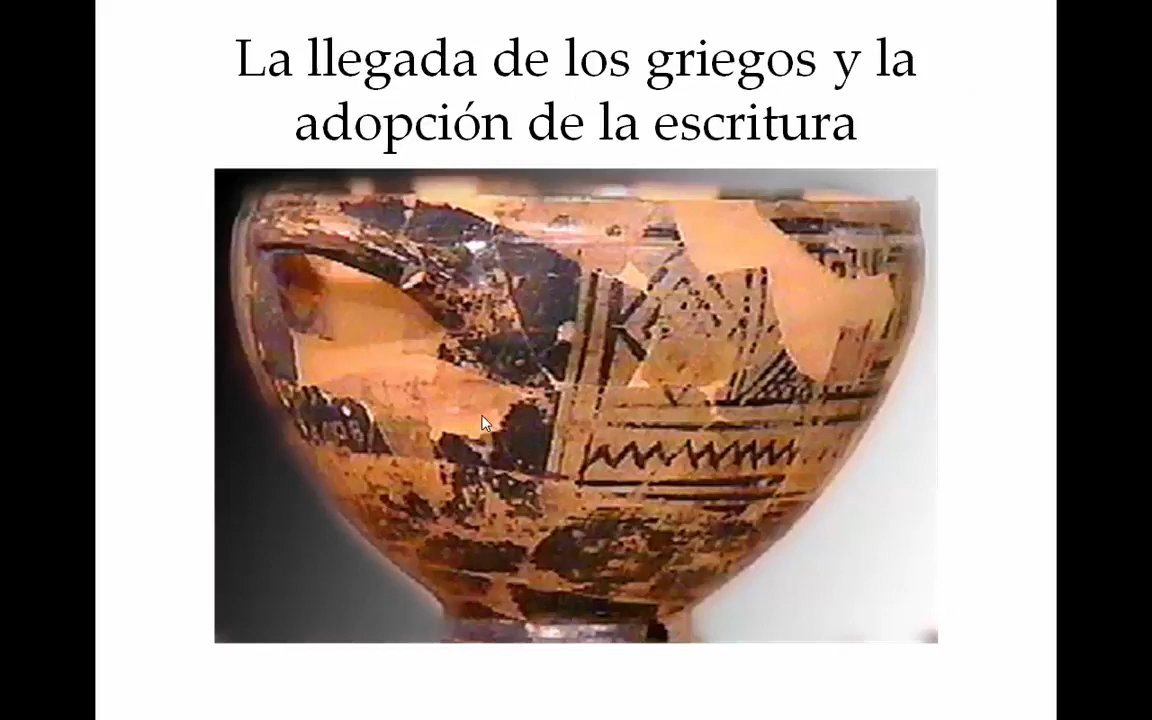 La llegada de los griegos y la
adopción de la escritura